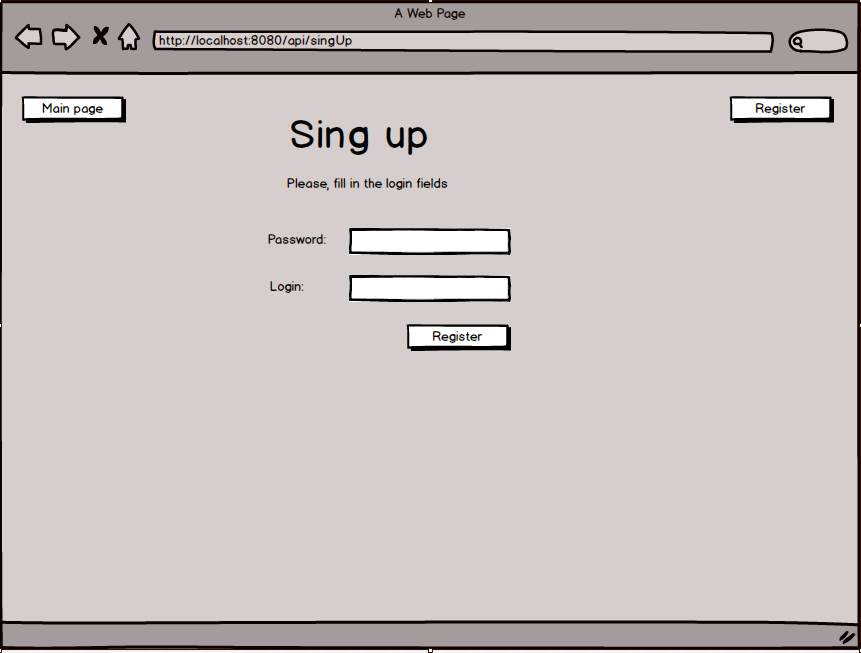 A Web Page
http://localhost:8080/api/singUp
Main page
Register
Sing up
Please, fill in the login fields
Password:
Login:
Register